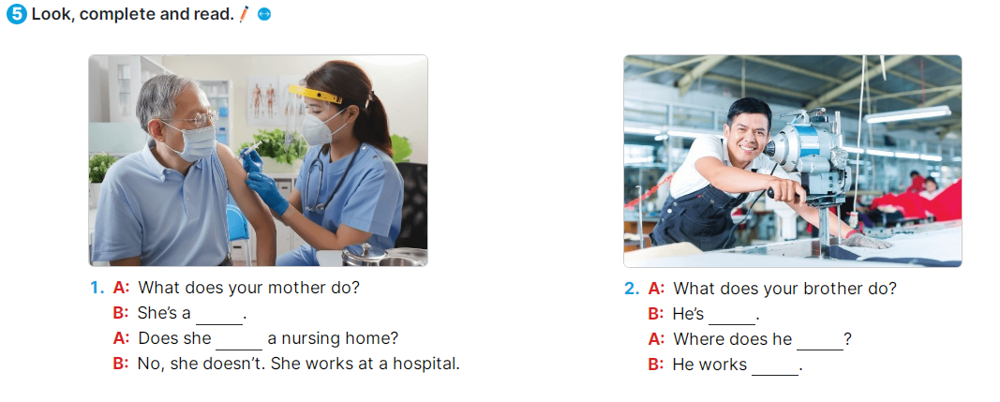 5 Look, complete and read.
1. A: What does your mother do?
B: She's a _____.
A: Does she _____ a nursing home?
B: No, she doesn't. She works at a hospital.
2. A: What does your brother do?
B: He's _____.
A: Where does he _____?
B: He works _____.